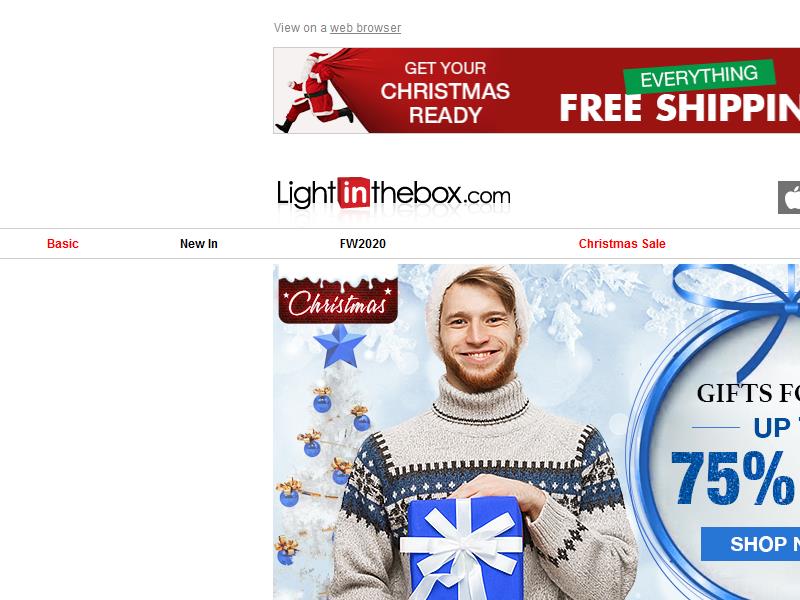 View on a web browser
GET YOUR
CHRISTMAS
READY
EVERYTHING
FREE SHIPPIN
Lightinthebox.com
Basic New In FW2020 Christmas Sale
Christmas
GIFTS FO
UP
75%
SHOP N